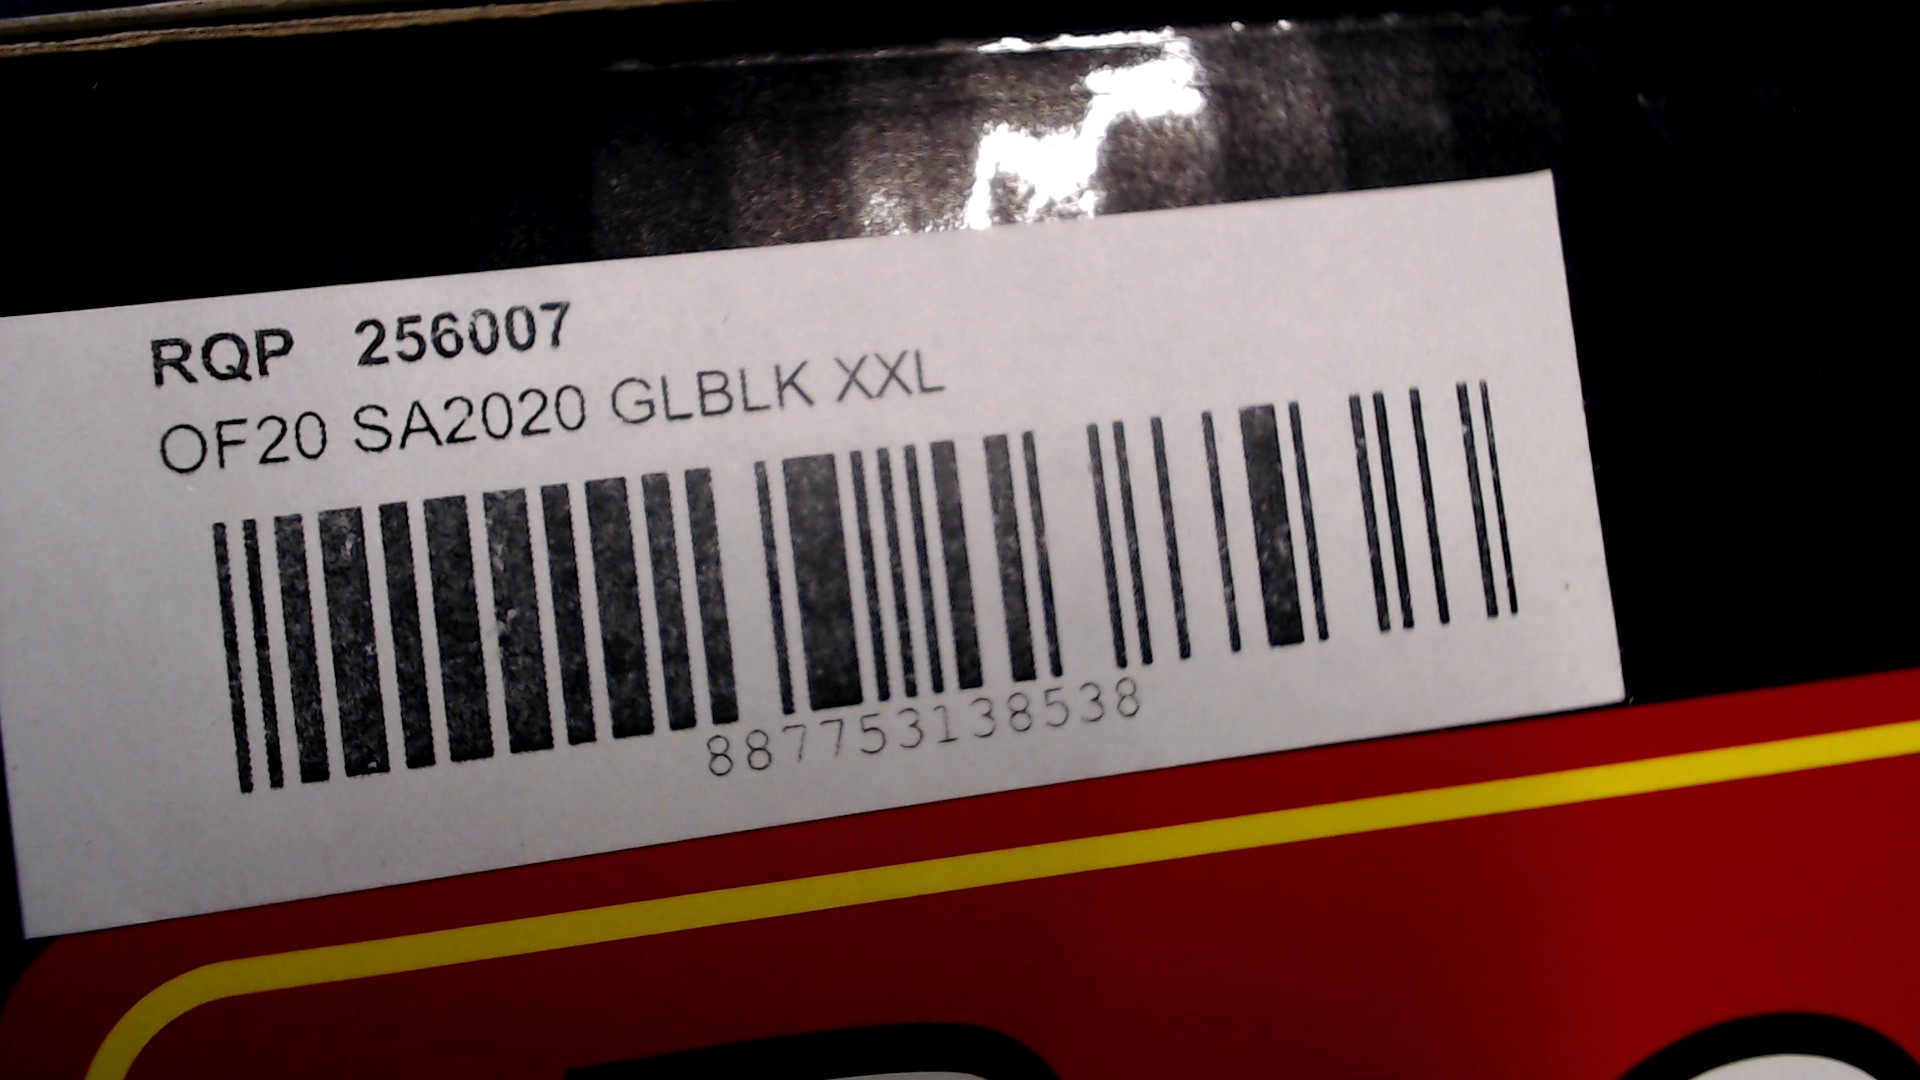 RQP 256007
OF20 SA2020 GLBLK XXL
887753138538